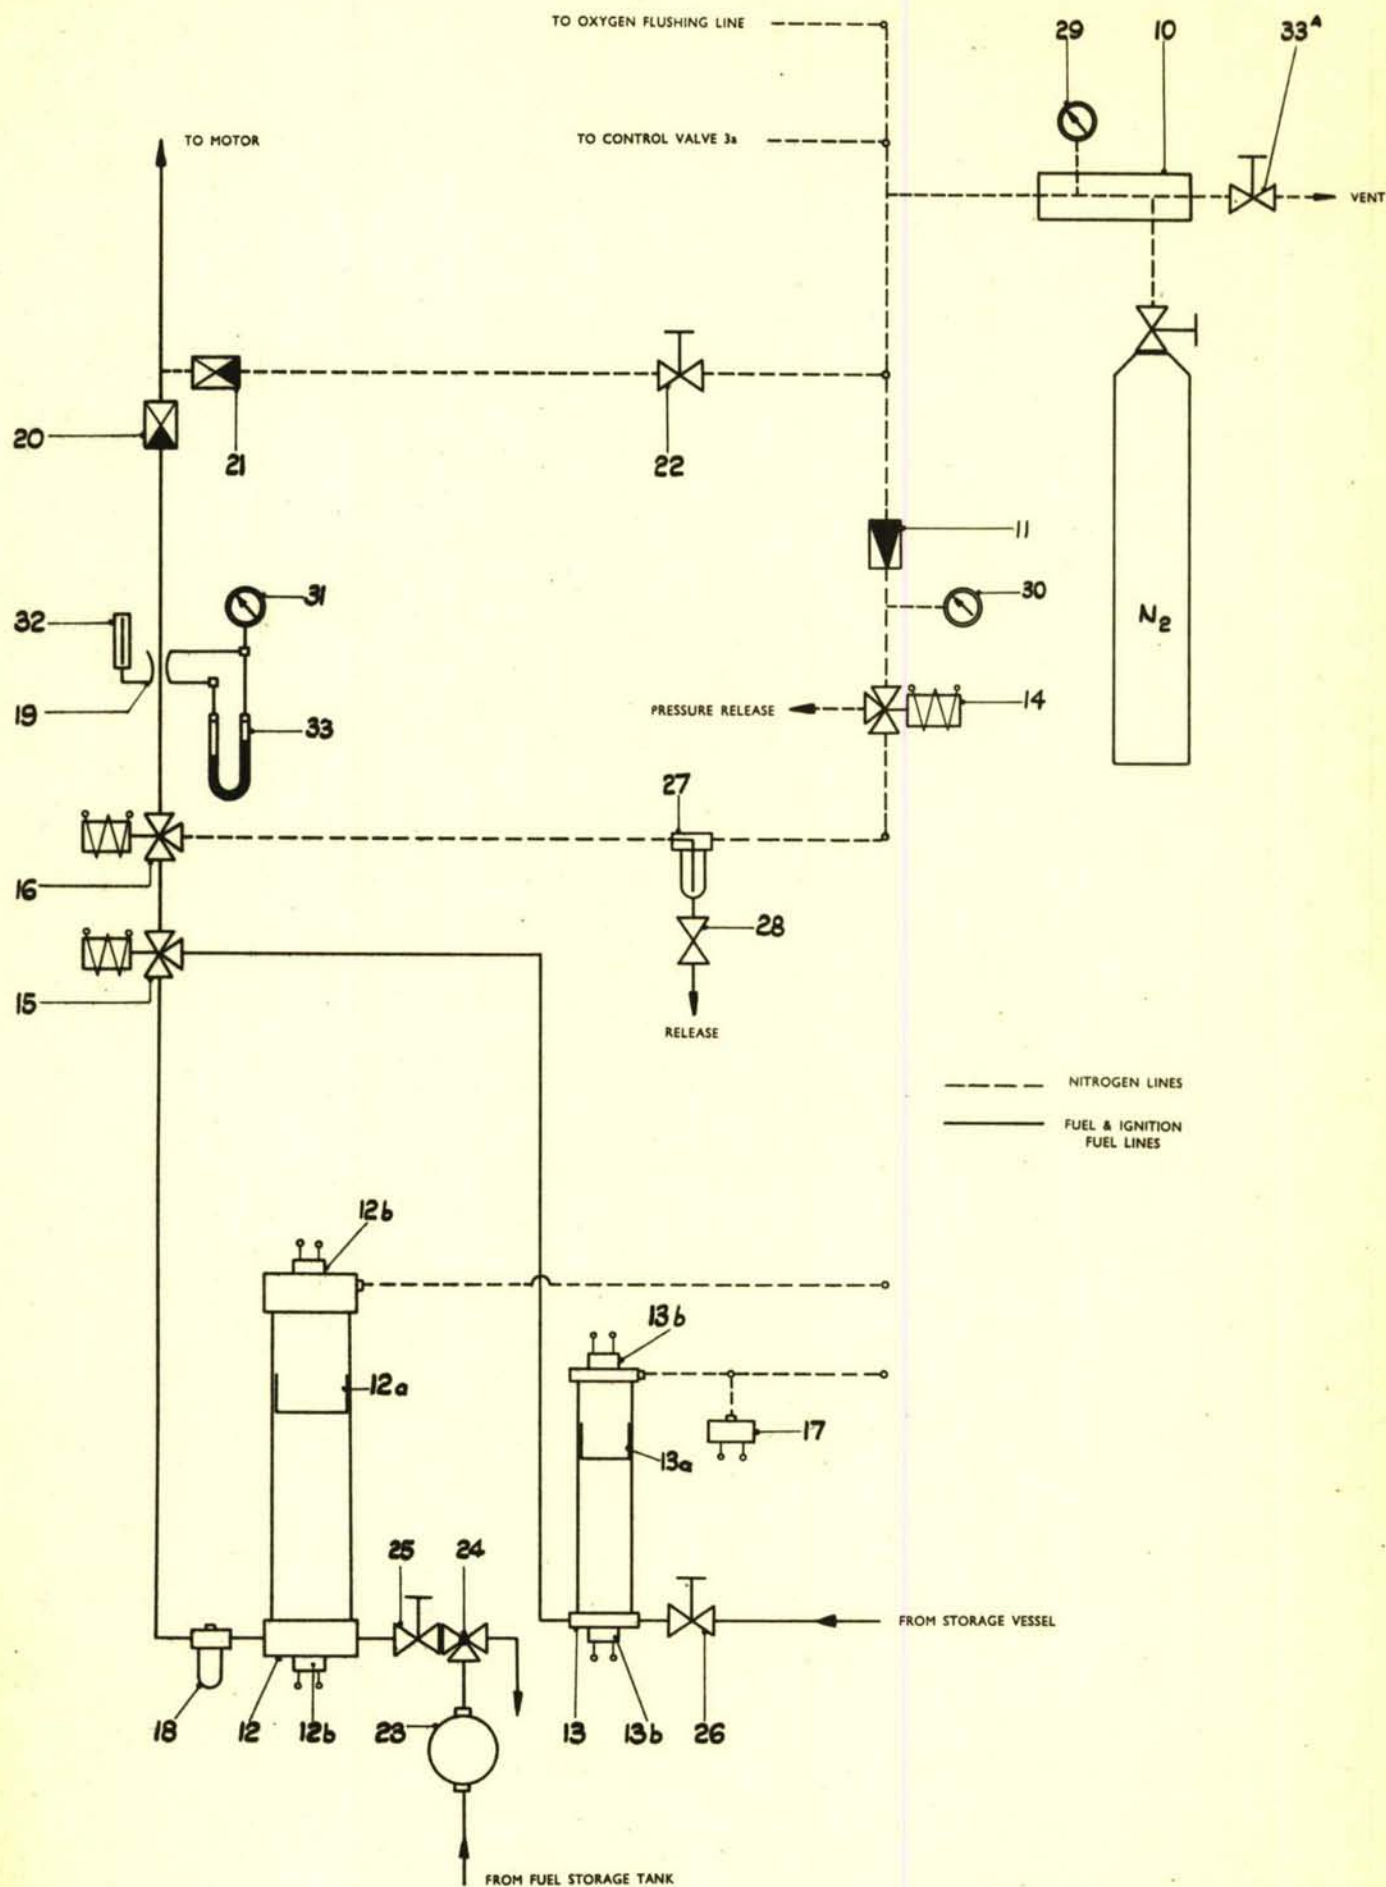 TO OXYGEN FLUSHING LINE
29
10
33A
TO MOTOR
TO CONTROL VALVE 3a
VENT
20
21
22
11
31
32
30
N2
19
33
PRESSURE RELEASE
14
27
16
28
15
RELEASE
NITROGEN LINES
FUEL & IGNITION
FUEL LINES
12b
13b
12a
17
13a
25
24
FROM STORAGE VESSEL
18
12
12b
23
13
13b
26
FROM FUEL STORAGE TANK